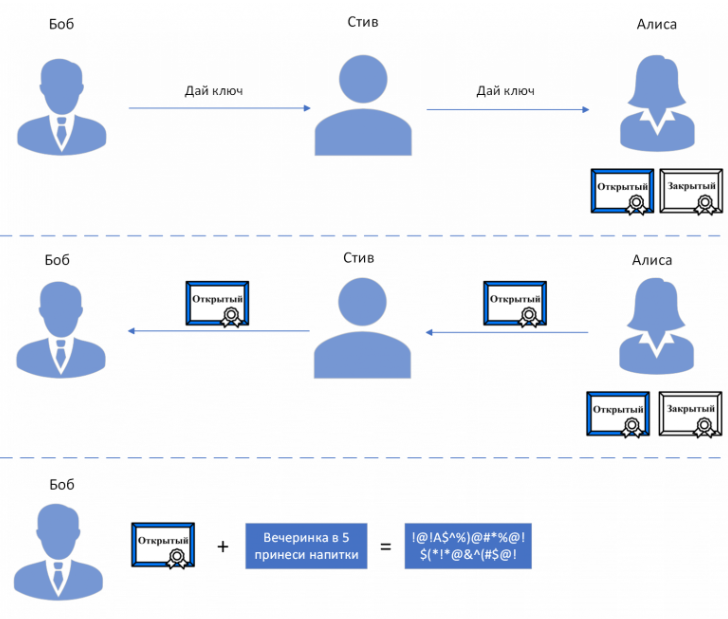 Боб
Стив
Алиса
Дай ключ
Дай ключ
Открытый
Закрытый
Боб
Стив
Алиса
Открытый
Открытый
Открытый
Закрытый
Боб
Открытый
+
Вечеринка в 5
принеси напитки
=
!@!A$^%)@#*%@!
$(*!*@&^(#$@!